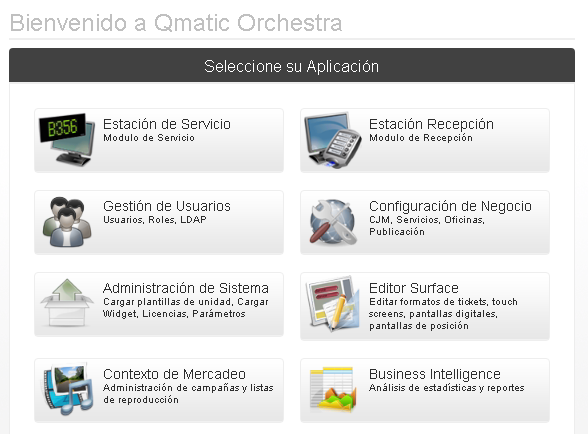 Bienvenido a Qmatic Orchestra
Seleccione su Aplicación
B356
Estación de Servicio
Modulo de Servicio
Estación Recepción
Modulo de Recepción
Gestión de Usuarios
Usuarios, Roles, LDAP
Configuración de Negocio
CJM, Servicios, Oficinas,
Publicación
Administración de Sistema
Cargar plantillas de unidad, Cargar
Widget, Licencias, Parámetros
Editor Surface
Editar formatos de tickets, touch
screens, pantallas digitales,
pantallas de posición
Contexto de Mercadeo
Administración de campañas y listas
de reproducción
Business Intelligence
Análisis de estadísticas y reportes